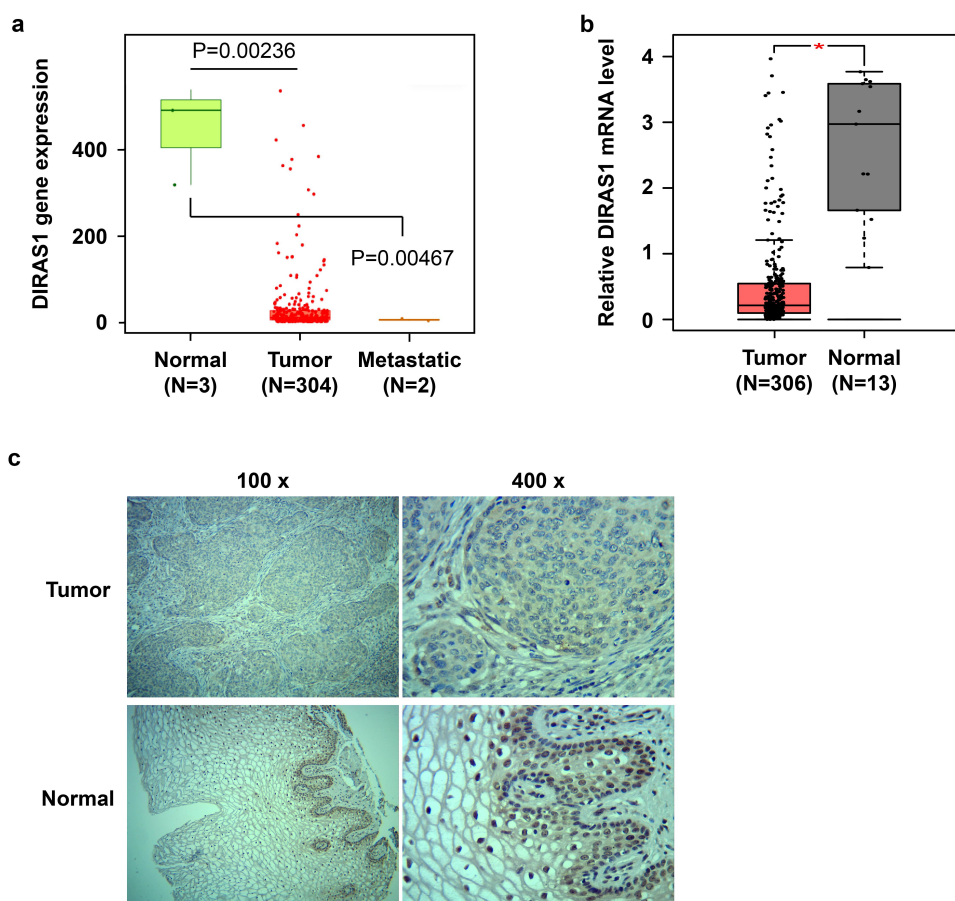 a
P=0.00236
DIRAS1 gene expression
400
200
0
P=0.00467
Normal
(N=3)
Tumor
(N=304)
Metastatic
(N=2)
b
*
Relative DIRAS1 mRNA level
4
3
2
1
0
Tumor
(N=306)
Normal
(N=13)
c
100 x
400 x
Tumor
Normal